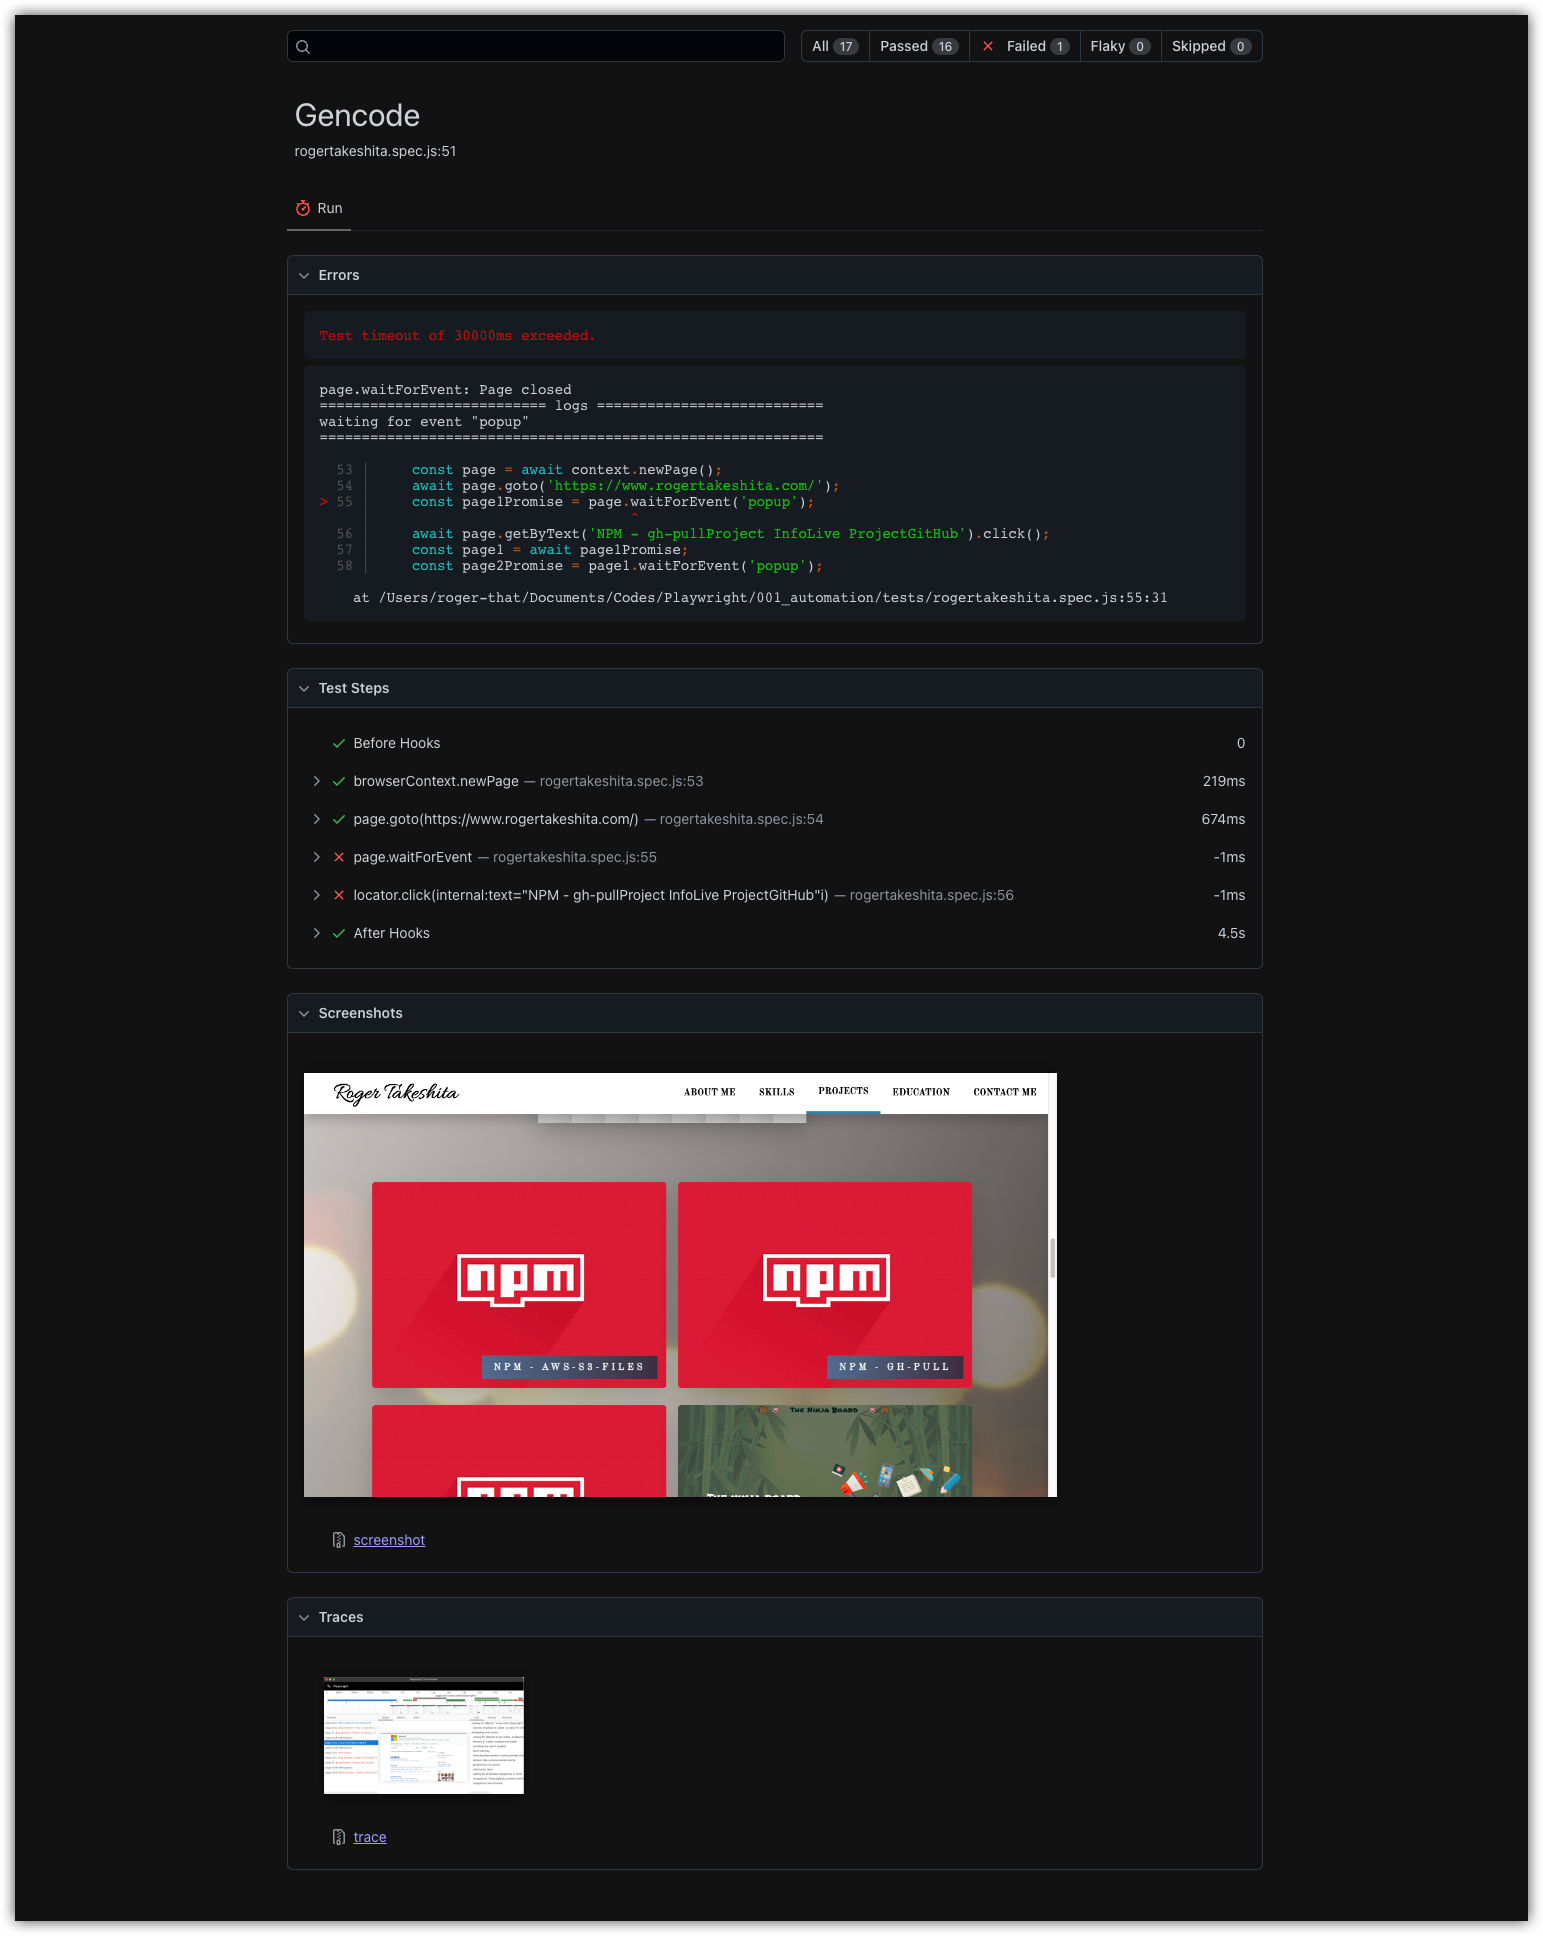 All 17 Passed 16 Failed 1 Flaky 0 Skipped 0
Gencode
rogertakeshita.spec.js:51
Run
Errors
Test timeout of 30000ms exceeded.
page.waitForEvent: Page closed
=========================== logs ===========================
waiting for event "popup"
============================================================
53 | const page = await context.newPage();
54 | await page.goto('https://www.rogertakeshita.com/');
> 55 | const page1Promise = page.waitForEvent('popup');
| ^
56 | await page.getByText('NPM - gh-pullProject InfoLive ProjectGitHub').click();
57 | const page1 = await page1Promise;
58 | const page2Promise = page1.waitForEvent('popup');
at /Users/roger-that/Documents/Codes/Playwright/001_automation/tests/rogertakeshita.spec.js:55:31
Test Steps
Before Hooks 0
browserContext.newPage — rogertakeshita.spec.js:53 219ms
page.goto(https://www.rogertakeshita.com/) — rogertakeshita.spec.js:54 674ms
page.waitForEvent — rogertakeshita.spec.js:55 -1ms
locator.click(internal:text="NPM - gh-pullProject InfoLive ProjectGitHub"i) — rogertakeshita.spec.js:56 -1ms
After Hooks 4.5s
Screenshots
Roger Takeshita ABOUT ME SKILLS PROJECTS EDUCATION CONTACT ME
npm npm
NPM - AWS-S3-FILES NPM - GH-PULL
THE NINJA BOARD
THE NINJA BOARD
screenshot
Traces
trace